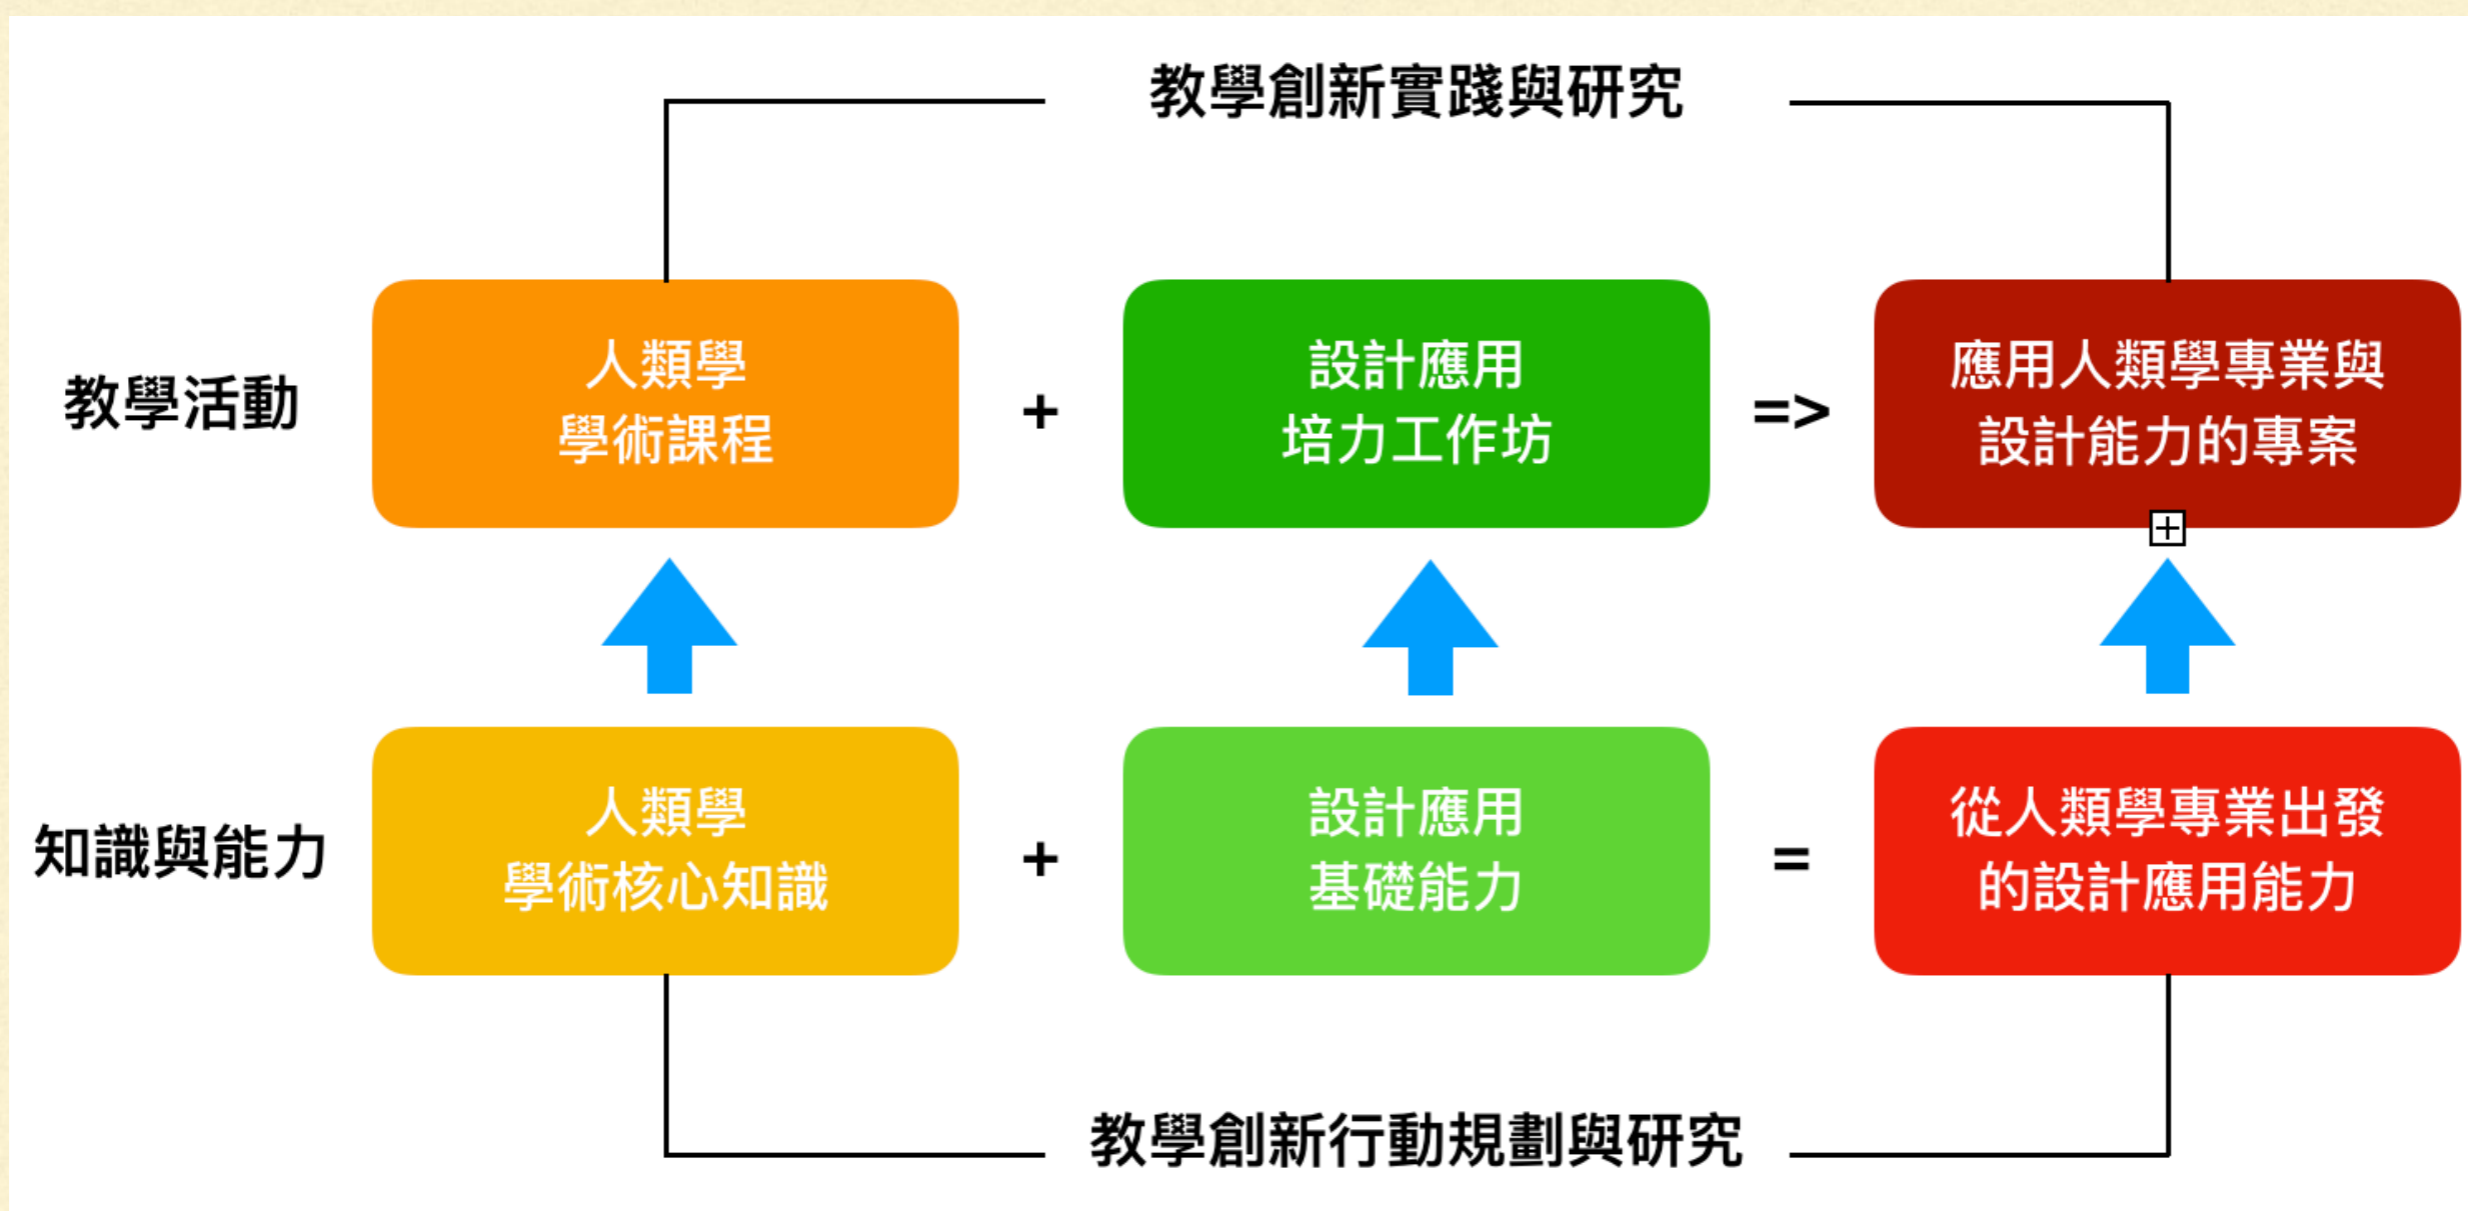 教學創新實踐與研究
教學活動
人類學
學術課程
+
設計應用
培力工作坊
=>
應用人類學專業與
設計能力的專案
知識與能力
人類學
學術核心知識
+
設計應用
基礎能力
=
從人類學專業出發
的設計應用能力
教學創新行動規劃與研究